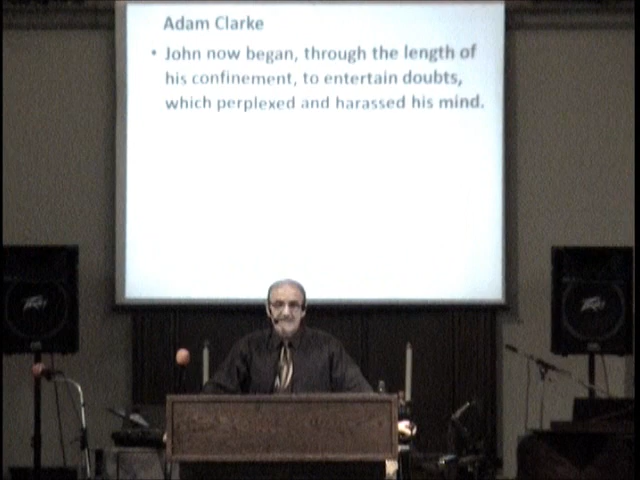 Adam Clarke
• John now began, through the length of
his confinement, to entertain doubts,
which perplexed and harassed his mind.